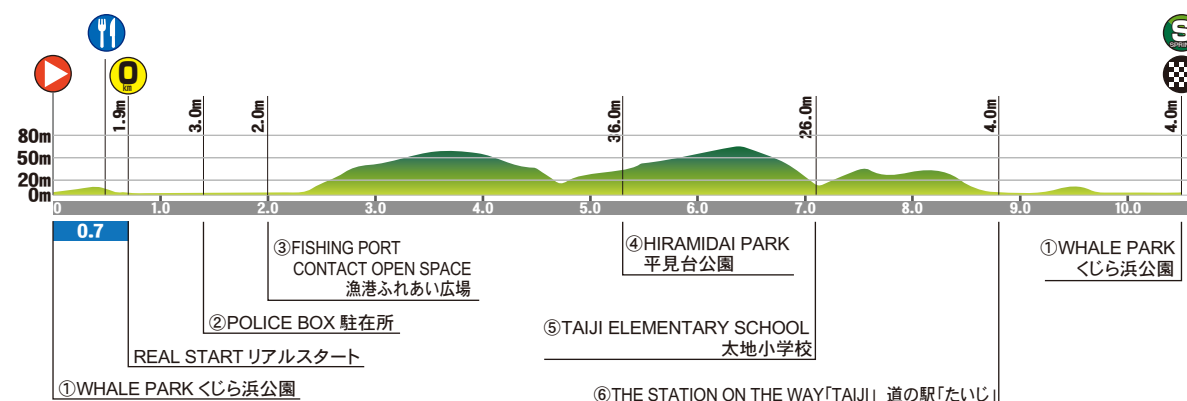 0
km
S
SPRINT
1.9m
3.0m
2.0m
36.0m
26.0m
4.0m
4.0m
80m
50m
20m
0m
0 1.0 2.0 3.0 4.0 5.0 6.0 7.0 8.0 9.0 10.0
0.7
③FISHING PORT
CONTACT OPEN SPACE
漁港ふれあい広場
④HIRAMIDAI PARK
平見台公園
①WHALE PARK
くじら浜公園
②POLICE BOX 駐在所
⑤TAIJI ELEMENTARY SCHOOL
太地小学校
REAL START リアルスタート
①WHALE PARK くじら浜公園
⑥THE STATION ON THE WAY「TAIJI」 道の駅「たいじ」